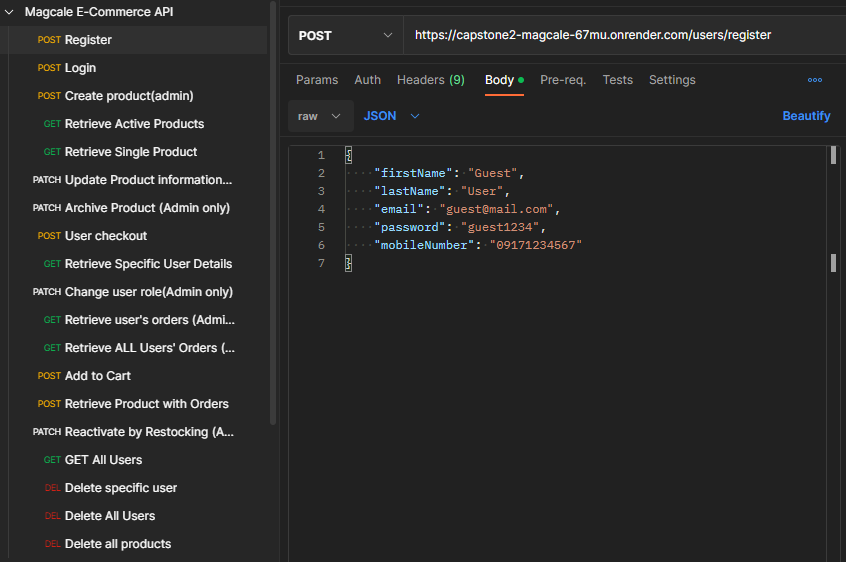 Magcale E-Commerce API
POST Register
POST Login
POST Create product(admin)
GET Retrieve Active Products
GET Retrieve Single Product
PATCH Update Product information...
PATCH Archive Product (Admin only)
POST User checkout
GET Retrieve Specific User Details
PATCH Change user role(Admin only)
GET Retrieve user's orders (Admi...
GET Retrieve ALL Users' Orders (...
POST Add to Cart
POST Retrieve Product with Orders
PATCH Reactivate by Restocking (A...
GET GET All Users
DEL Delete specific user
DEL Delete All Users
DEL Delete all products
POST https://capstone2-magcale-67mu.onrender.com/users/register
Params Auth Headers (9) Body Pre-req. Tests Settings
raw JSON Beautify
1 {
2 "firstName": "Guest",
3 "lastName": "User",
4 "email": "guest@mail.com",
5 "password": "guest1234",
6 "mobileNumber": "09171234567"
7 }